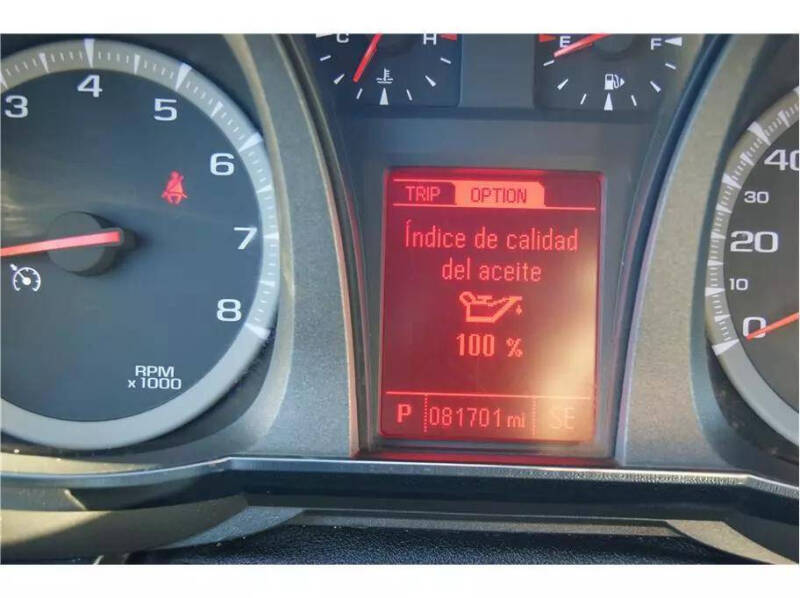 C H
E F
3 4 5 6 7 8
RPM
x 1000
TRIP OPTION
Índice de calidad
del aceite
100 %
P 081701 mi SE
40
30
20
10
0